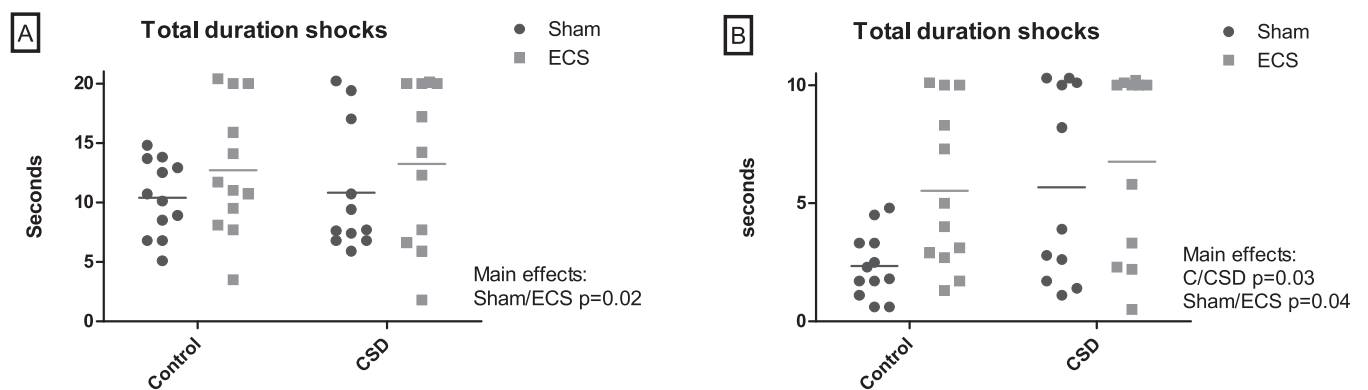 A
Total duration shocks
Sham
ECS
Seconds
20
15
10
5
0
Control
CSD
Main effects:
Sham/ECS p=0.02
B
Total duration shocks
Sham
ECS
seconds
10
5
0
Control
CSD
Main effects:
C/CSD p=0.03
Sham/ECS p=0.04